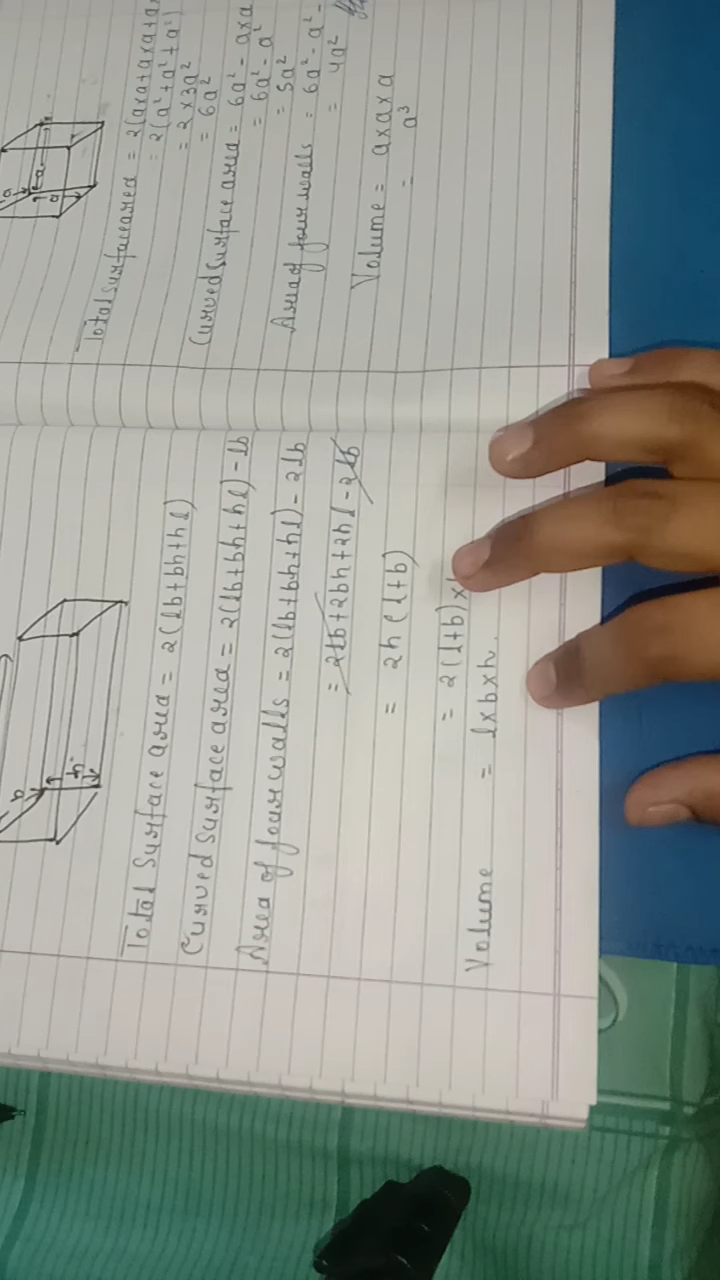 h
h
Total surface area = 2(lb+bh+hl)
Curved surface area = 2(lb+bh+hl) - lb
Area of four walls = 2(lb+bh+hl) - 2lb
= 2lb+2bh+2hl-2lb
= 2h(l+b)
= 2(l+b)×
Volume = l×b×h.
a
a
a
Total surface area = 2(a×a+a×a+a
= 2(a²+a²+a²)
= 2×3a²
= 6a²
Curved surface area = 6a² - a×a
= 6a² - a²
= 5a²
Area of four walls = 6a² - a² -
= 4a²
Volume = a×a×a
= a³